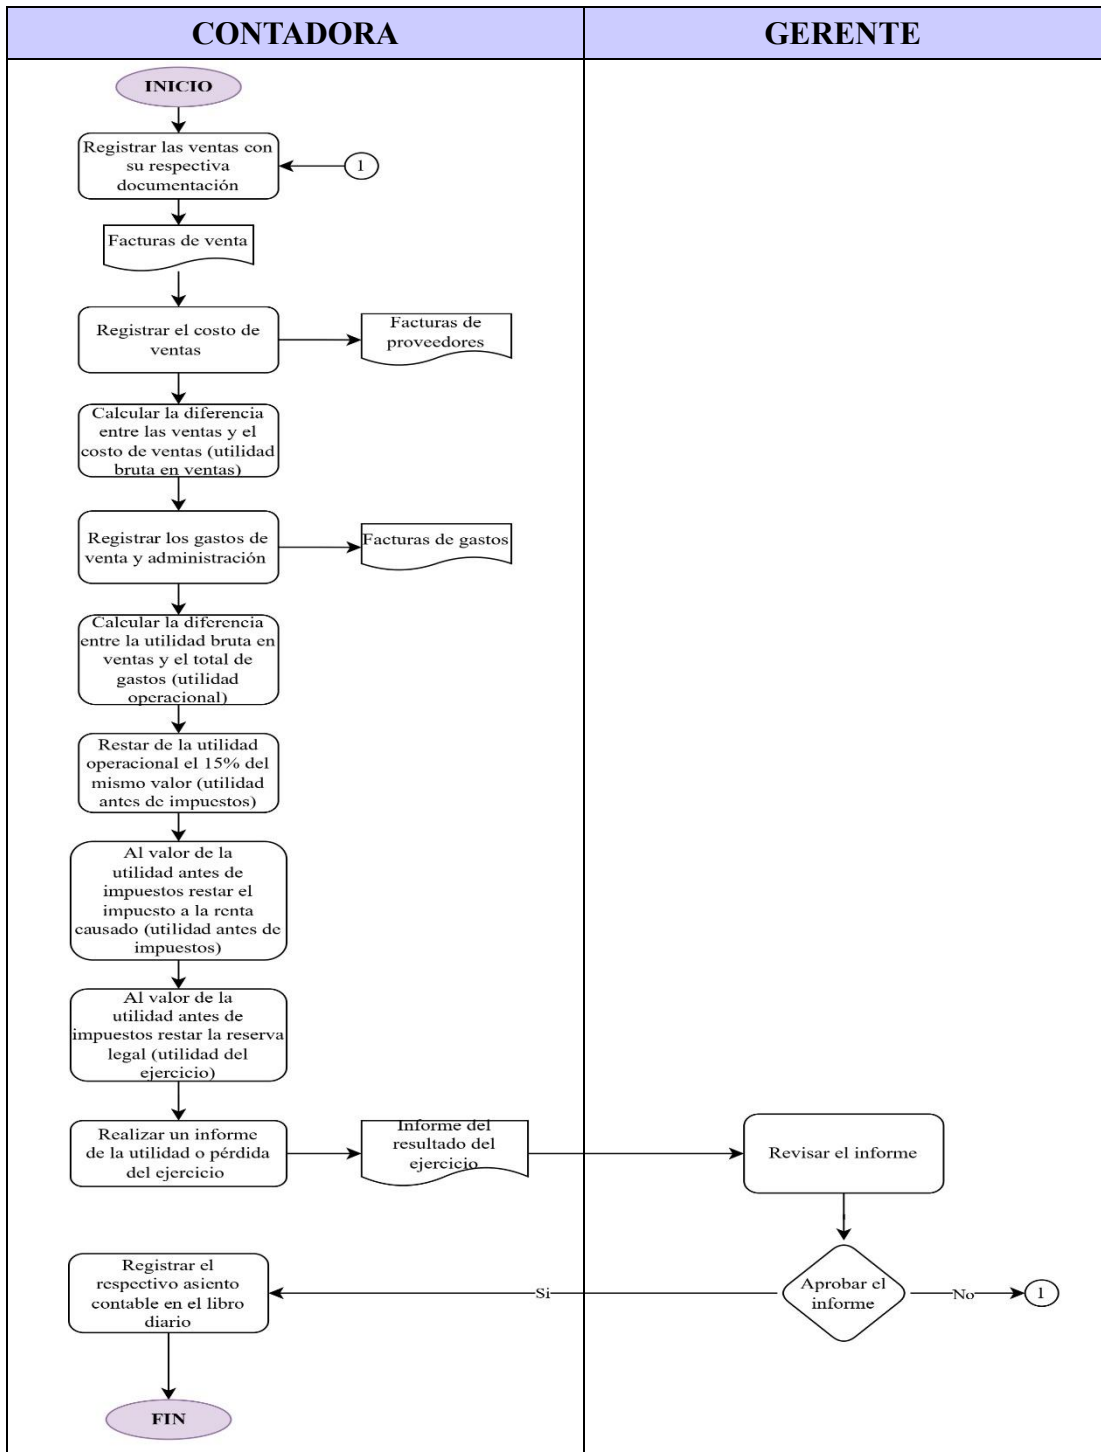 CONTADORA
GERENTE
INICIO
Registrar las ventas con
su respectiva
documentación
1
Facturas de venta
Registrar el costo de
ventas
Facturas de
proveedores
Calcular la diferencia
entre las ventas y el
costo de ventas (utilidad
bruta en ventas)
Registrar los gastos de
venta y administración
Facturas de gastos
Calcular la diferencia
entre la utilidad bruta en
ventas y el total de
gastos (utilidad
operacional)
Restar de la utilidad
operacional el 15% del
mismo valor (utilidad
antes de impuestos)
Al valor de la
utilidad antes de
impuestos restar el
impuesto a la renta
causado (utilidad antes de
impuestos)
Al valor de la
utilidad antes de
impuestos restar la reserva
legal (utilidad del
ejercicio)
Realizar un informe
de la utilidad o pérdida
del ejercicio
Informe del
resultado del
ejercicio
Revisar el informe
Aprobar el
informe
Si
No
1
Registrar el
respectivo asiento
contable en el libro
diario
FIN